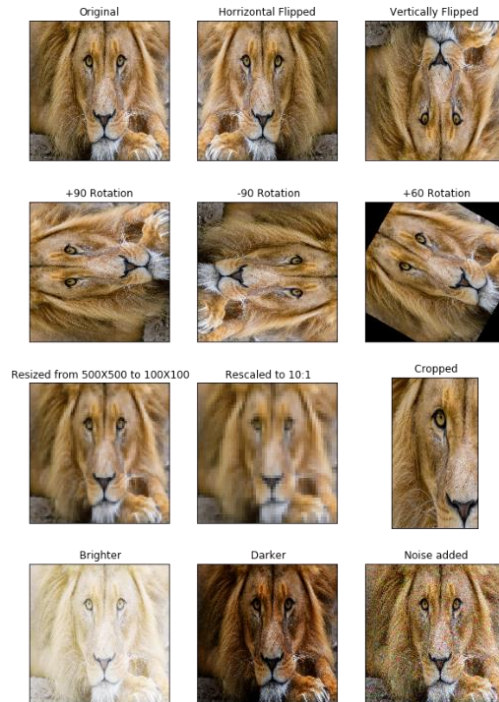 Original
Horrizontal Flipped
Vertically Flipped
+90 Rotation
-90 Rotation
+60 Rotation
Resized from 500X500 to 100X100
Rescaled to 10:1
Cropped
Brighter
Darker
Noise added